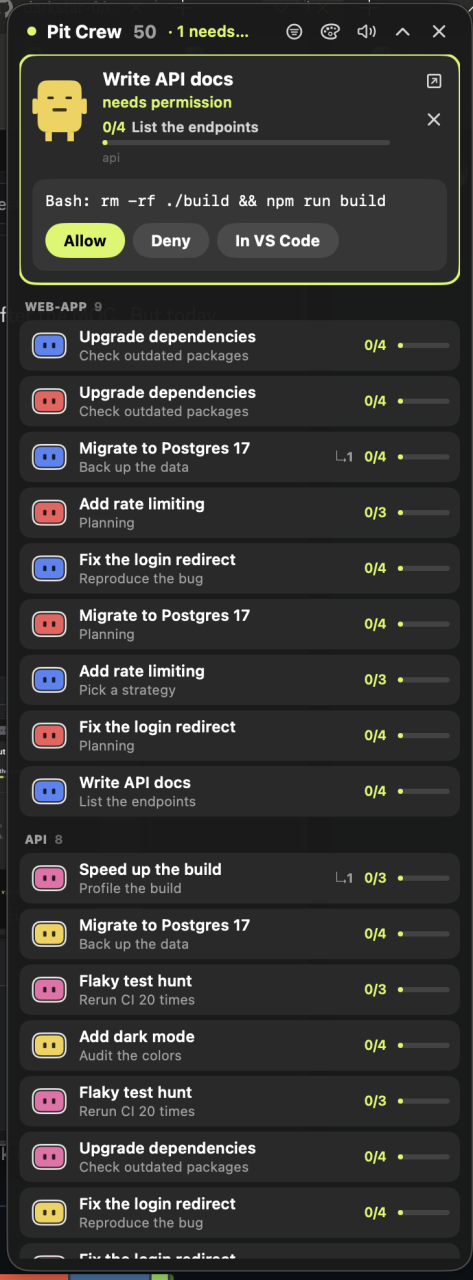 Pit Crew 50 · 1 needs...
Write API docs
needs permission
0/4 List the endpoints
api
Bash: rm -rf ./build && npm run build
Allow Deny In VS Code
WEB-APP 9
Upgrade dependencies
Check outdated packages
0/4
Upgrade dependencies
Check outdated packages
0/4
Migrate to Postgres 17
Back up the data
1 0/4
Add rate limiting
Planning
0/3
Fix the login redirect
Reproduce the bug
0/4
Migrate to Postgres 17
Planning
0/4
Add rate limiting
Pick a strategy
0/3
Fix the login redirect
Planning
0/4
Write API docs
List the endpoints
0/4
API 8
Speed up the build
Profile the build
1 0/3
Migrate to Postgres 17
Back up the data
0/4
Flaky test hunt
Rerun CI 20 times
0/3
Add dark mode
Audit the colors
0/4
Flaky test hunt
Rerun CI 20 times
0/3
Upgrade dependencies
Check outdated packages
0/4
Fix the login redirect
Reproduce the bug
0/4
Fix the login redirect